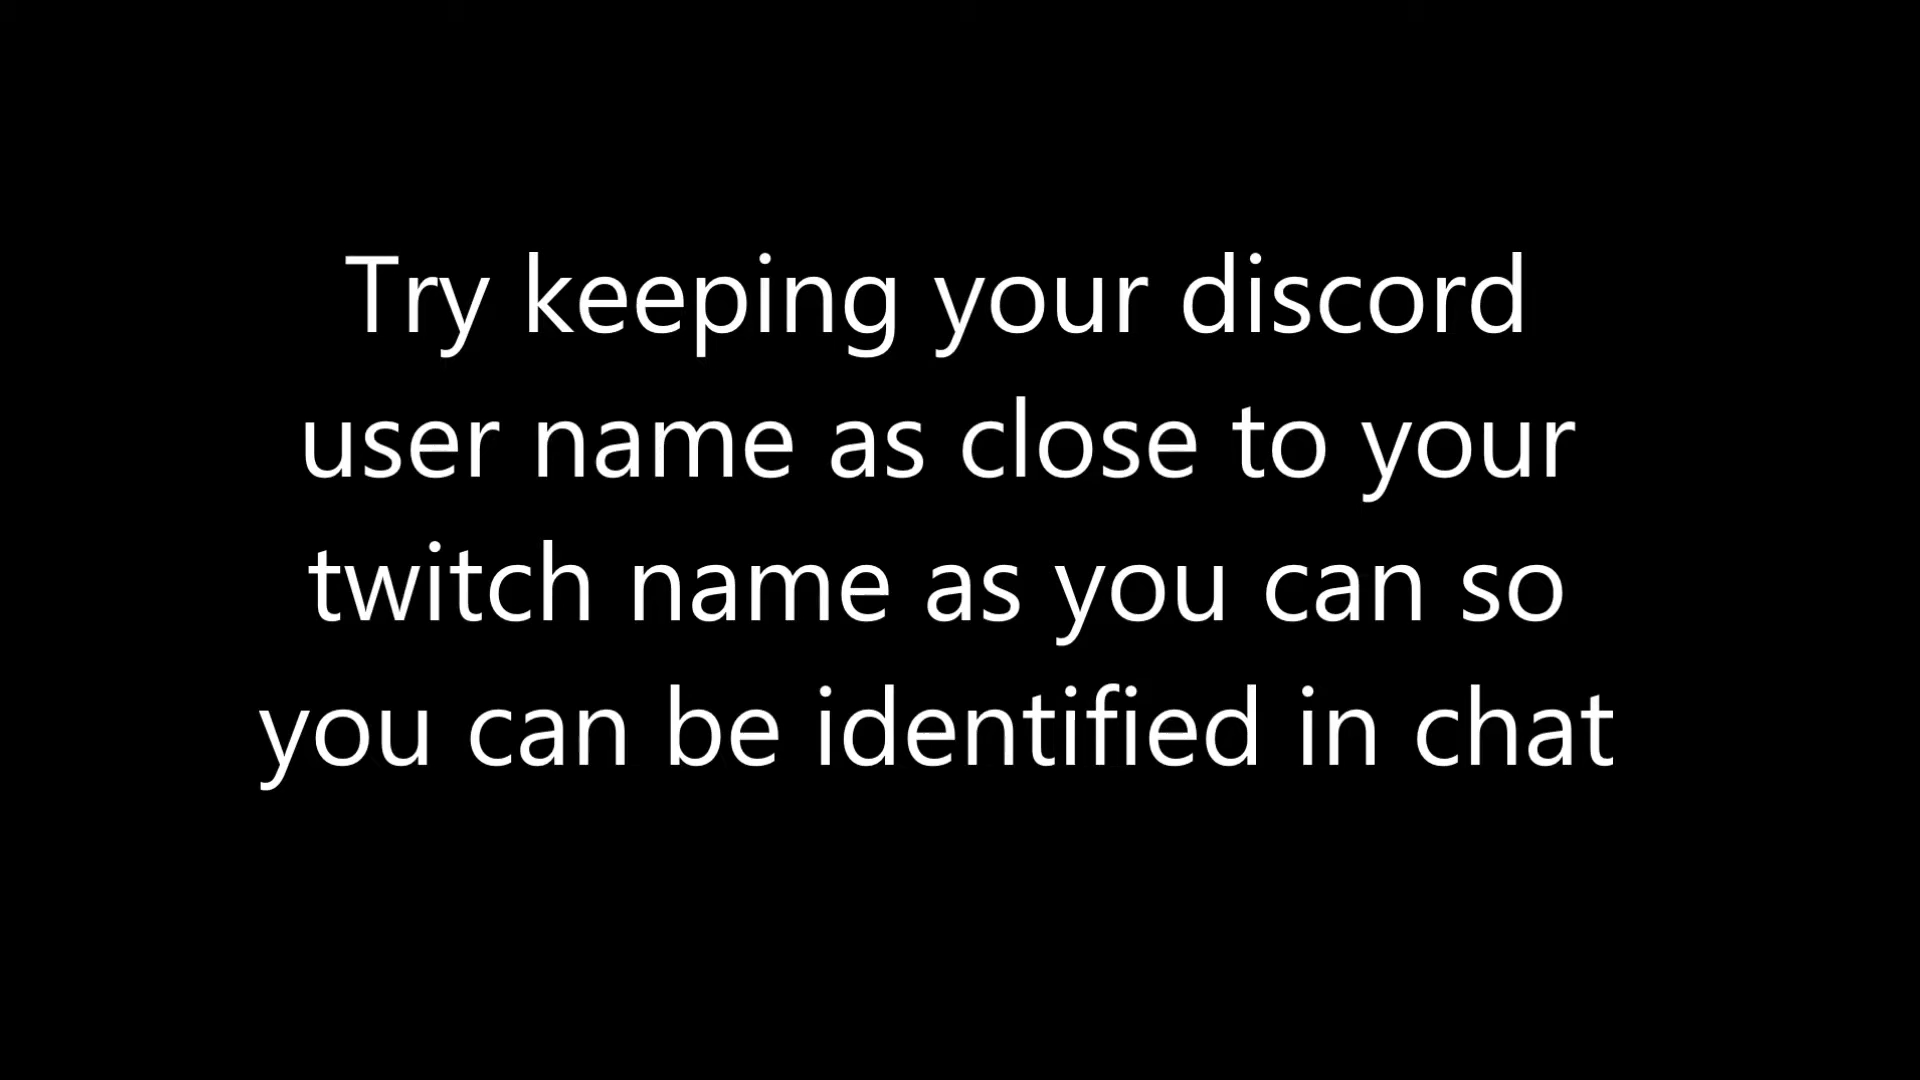 Try keeping your discord
user name as close to your
twitch name as you can so
you can be identified in chat